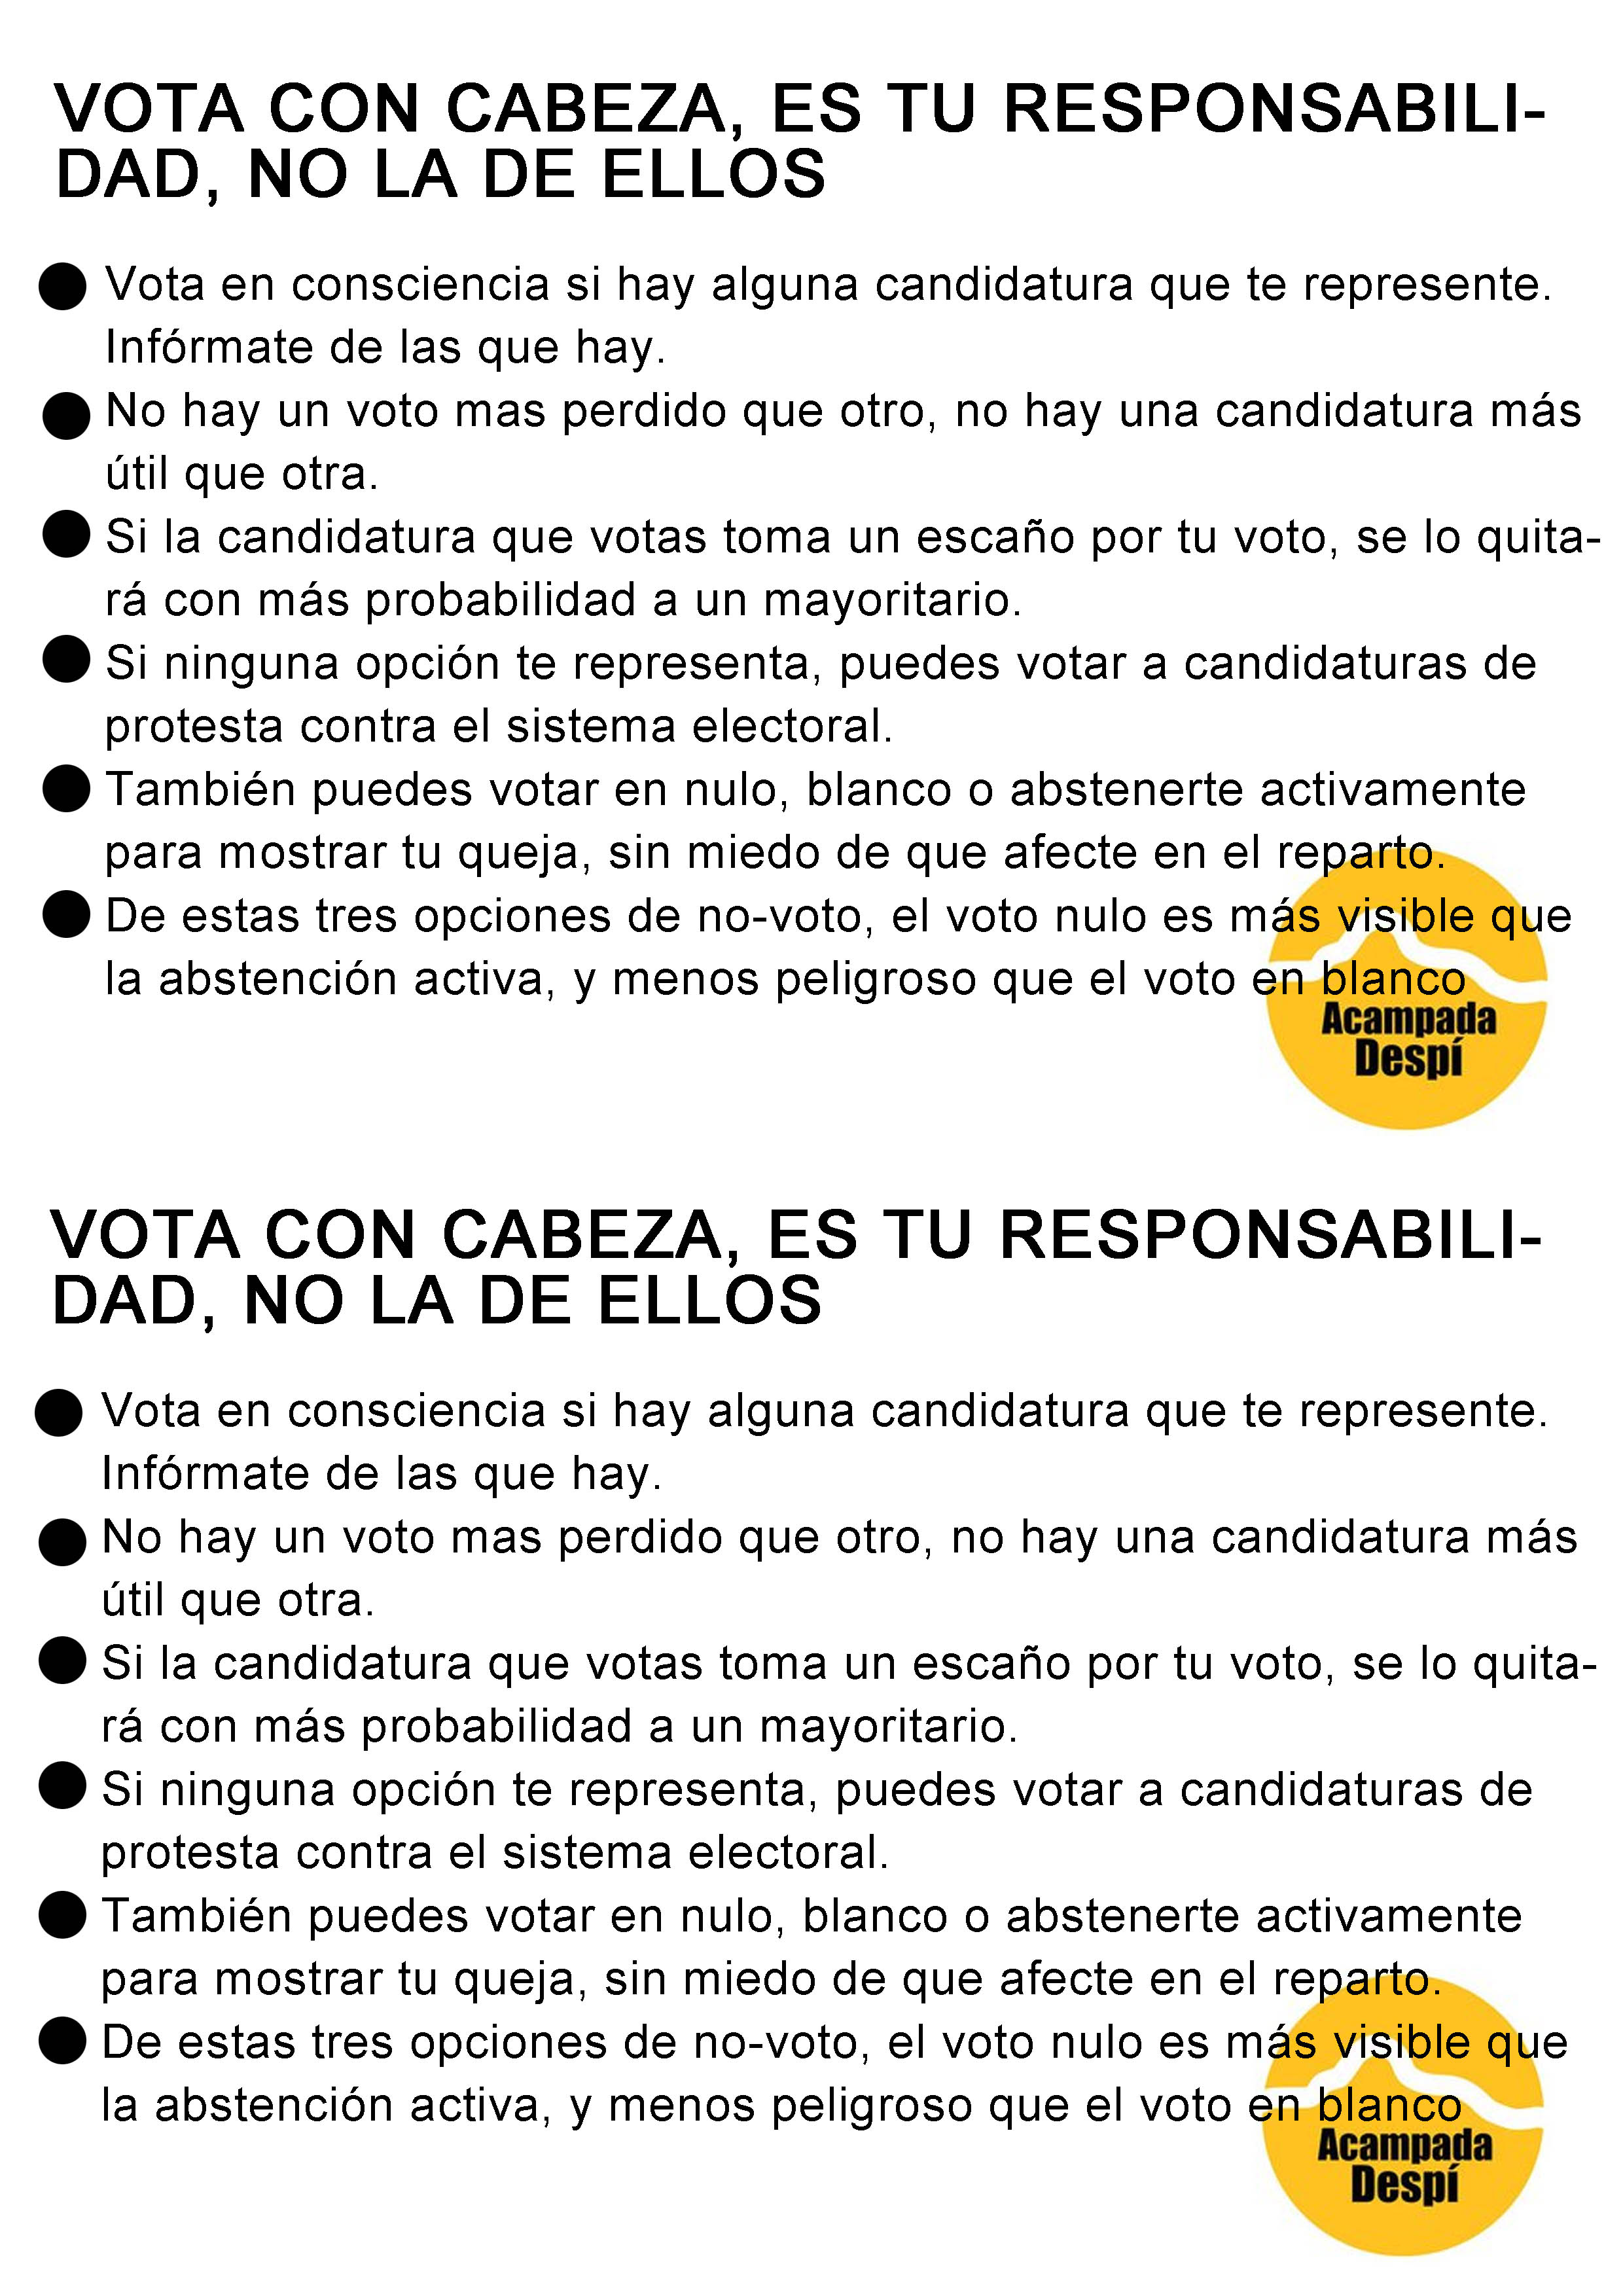 VOTA CON CABEZA, ES TU RESPONSABILI-
DAD, NO LA DE ELLOS
● Vota en consciencia si hay alguna candidatura que te represente.
Infórmate de las que hay.
● No hay un voto mas perdido que otro, no hay una candidatura más
útil que otra.
● Si la candidatura que votas toma un escaño por tu voto, se lo quita-
rá con más probabilidad a un mayoritario.
● Si ninguna opción te representa, puedes votar a candidaturas de
protesta contra el sistema electoral.
● También puedes votar en nulo, blanco o abstenerte activamente
para mostrar tu queja, sin miedo de que afecte en el reparto.
● De estas tres opciones de no-voto, el voto nulo es más visible que
la abstención activa, y menos peligroso que el voto en blanco
Acampada
Despí
VOTA CON CABEZA, ES TU RESPONSABILI-
DAD, NO LA DE ELLOS
● Vota en consciencia si hay alguna candidatura que te represente.
Infórmate de las que hay.
● No hay un voto mas perdido que otro, no hay una candidatura más
útil que otra.
● Si la candidatura que votas toma un escaño por tu voto, se lo quita-
rá con más probabilidad a un mayoritario.
● Si ninguna opción te representa, puedes votar a candidaturas de
protesta contra el sistema electoral.
● También puedes votar en nulo, blanco o abstenerte activamente
para mostrar tu queja, sin miedo de que afecte en el reparto.
● De estas tres opciones de no-voto, el voto nulo es más visible que
la abstención activa, y menos peligroso que el voto en blanco
Acampada
Despí